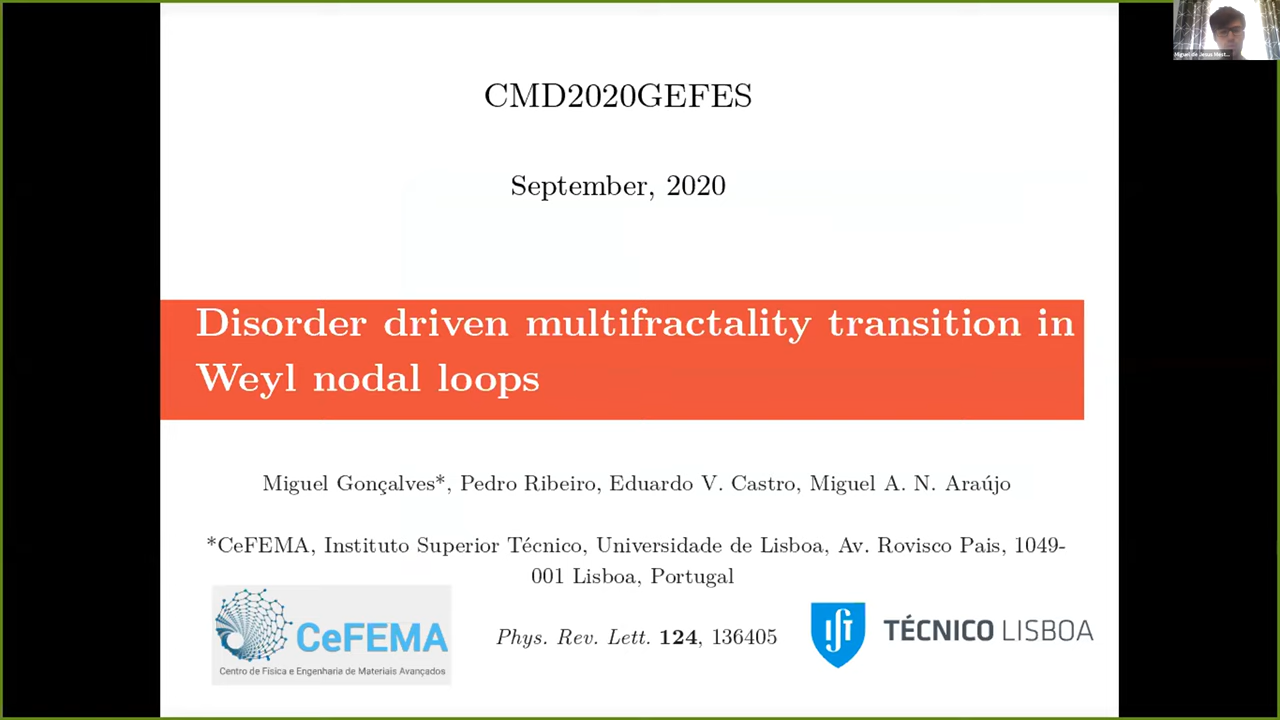 CMD2020GEFES
September, 2020
Disorder driven multifractality transition in
Weyl nodal loops
Miguel Gonçalves*, Pedro Ribeiro, Eduardo V. Castro, Miguel A. N. Araújo
*CeFEMA, Instituto Superior Técnico, Universidade de Lisboa, Av. Rovisco Pais, 1049-
001 Lisboa, Portugal
CeFEMA
Centro de Física e Engenharia de Materiais Avançados
Phys. Rev. Lett. 124, 136405
TÉCNICO LISBOA